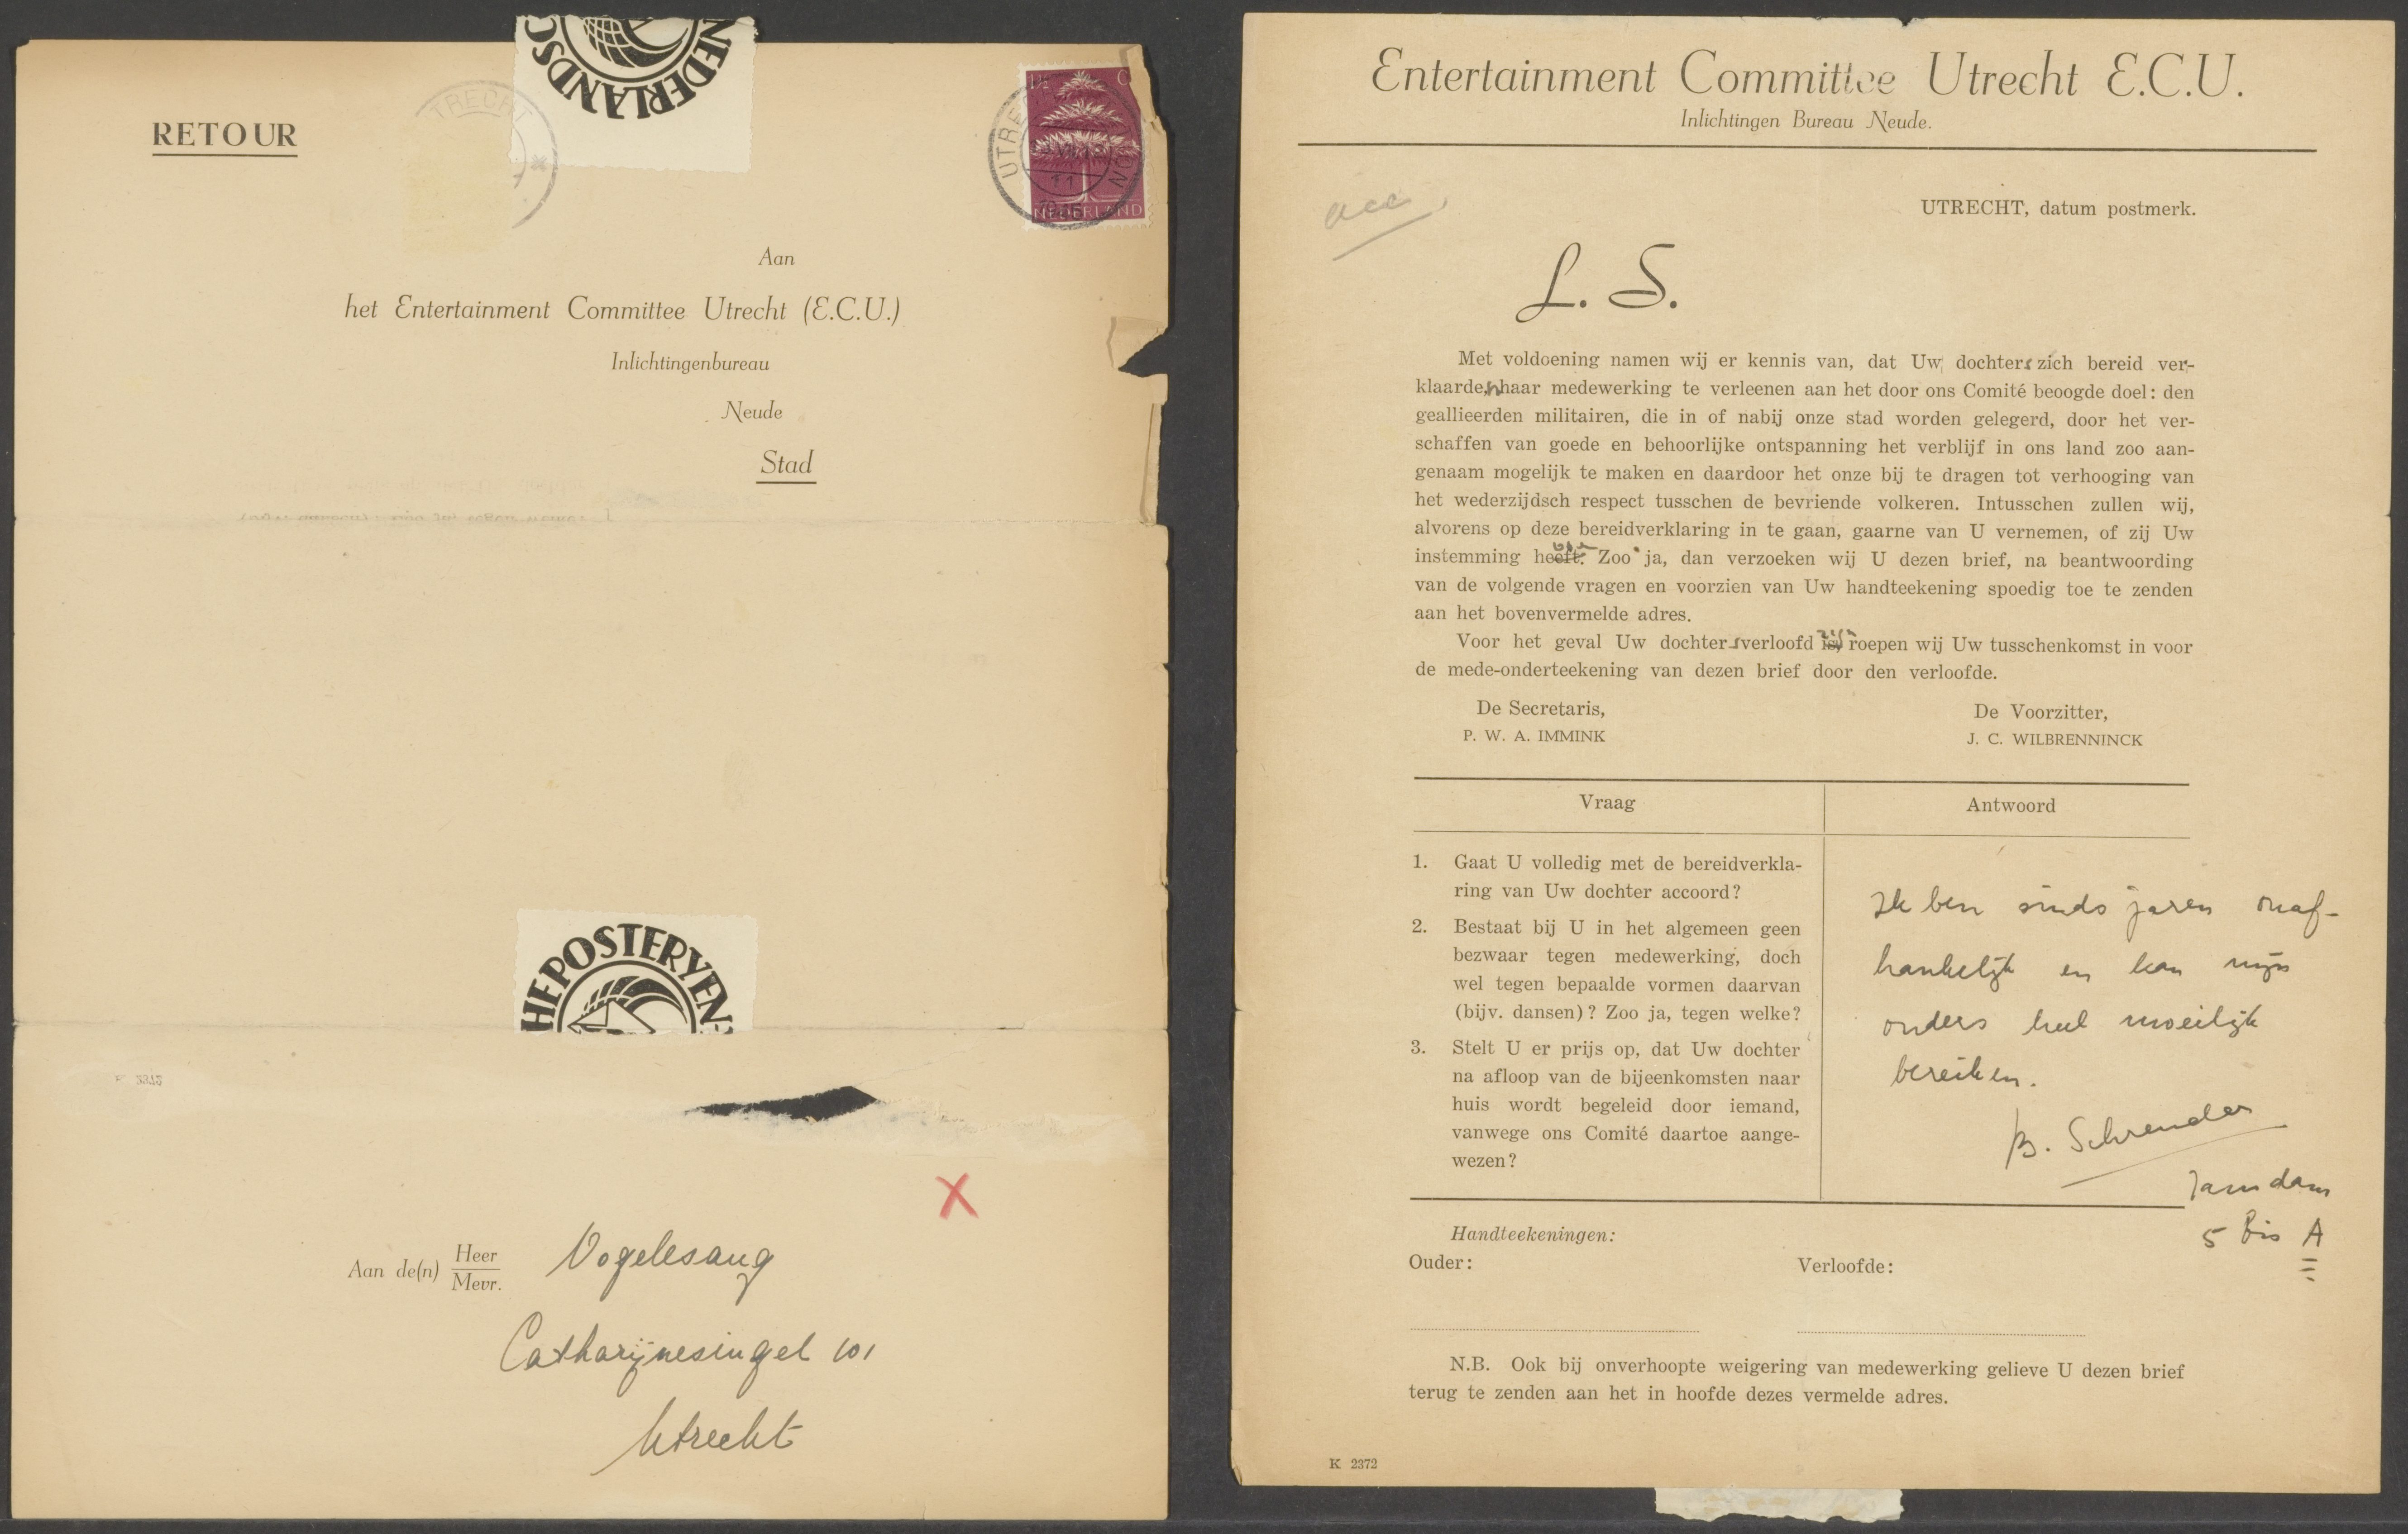 NEDERLANDSC
RETOUR
TRECHT
UTRE
NEDERLAND
Aan
het Entertainment Committee Utrecht (E.C.U.)
Inlichtingenbureau
Neude
Stad
HEPOSTERYEN
Aan de(n) Heer
Mevr.
Vogelesang
Catharijnesingel 101
Utrecht
Entertainment Committee Utrecht E.C.U.
Inlichtingen Bureau Neude.
acc.
UTRECHT, datum postmerk.
L. S.
Met voldoening namen wij er kennis van, dat Uw dochters zich bereid ver-
klaarden haar medewerking te verleenen aan het door ons Comité beoogde doel: den
geallieerden militairen, die in of nabij onze stad worden gelegerd, door het ver-
schaffen van goede en behoorlijke ontspanning het verblijf in ons land zoo aan-
genaam mogelijk te maken en daardoor het onze bij te dragen tot verhooging van
het wederzijdsch respect tusschen de bevriende volkeren. Intusschen zullen wij,
alvorens op deze bereidverklaring in te gaan, gaarne van U vernemen, of zij Uw
instemming heeft. Zoo ja, dan verzoeken wij U dezen brief, na beantwoording
van de volgende vragen en voorzien van Uw handteekening spoedig toe te zenden
aan het bovenvermelde adres.
Voor het geval Uw dochters verloofd is, zijn roepen wij Uw tusschenkomst in voor
de mede-onderteekening van dezen brief door den verloofde.
De Secretaris,
P. W. A. IMMINK
De Voorzitter,
J. C. WILBRENNINCK
Vraag
Antwoord
1. Gaat U volledig met de bereidverkla-
ring van Uw dochter accoord?
2. Bestaat bij U in het algemeen geen
bezwaar tegen medewerking, doch
wel tegen bepaalde vormen daarvan
(bijv. dansen)? Zoo ja, tegen welke?
3. Stelt U er prijs op, dat Uw dochter
na afloop van de bijeenkomsten naar
huis wordt begeleid door iemand,
vanwege ons Comité daartoe aange-
wezen?
Ik ben sinds jaren onaf-
hankelijk en kan mijn
ouders heel moeilijk
bereiken.
B. Schreuder
5 bis A
Handteekeningen:
Ouder:
Verloofde:
N.B. Ook bij onverhoopte weigering van medewerking gelieve U dezen brief
terug te zenden aan het in hoofde dezes vermelde adres.
K 2372